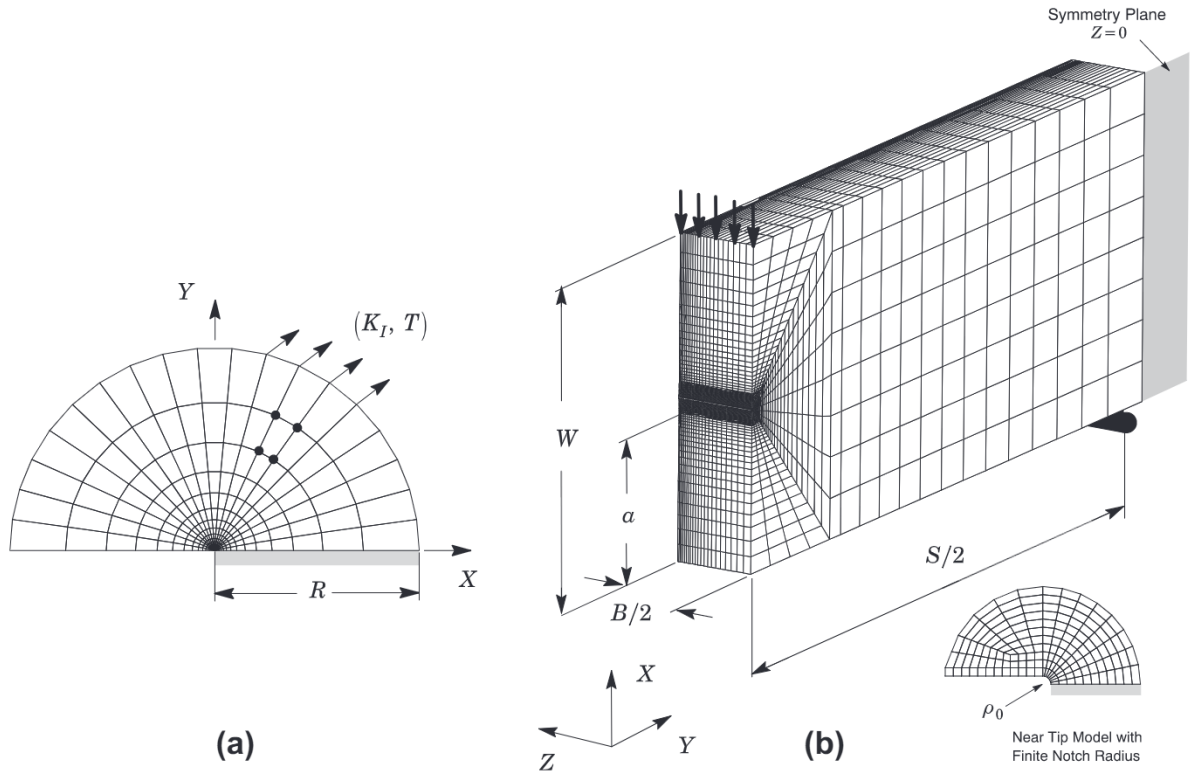 Symmetry Plane
Z=0
Y
(K_I, T)
X
R
W
a
B/2
S/2
X
Y
Z
ρ_0
Near Tip Model with
Finite Notch Radius
(a)
(b)